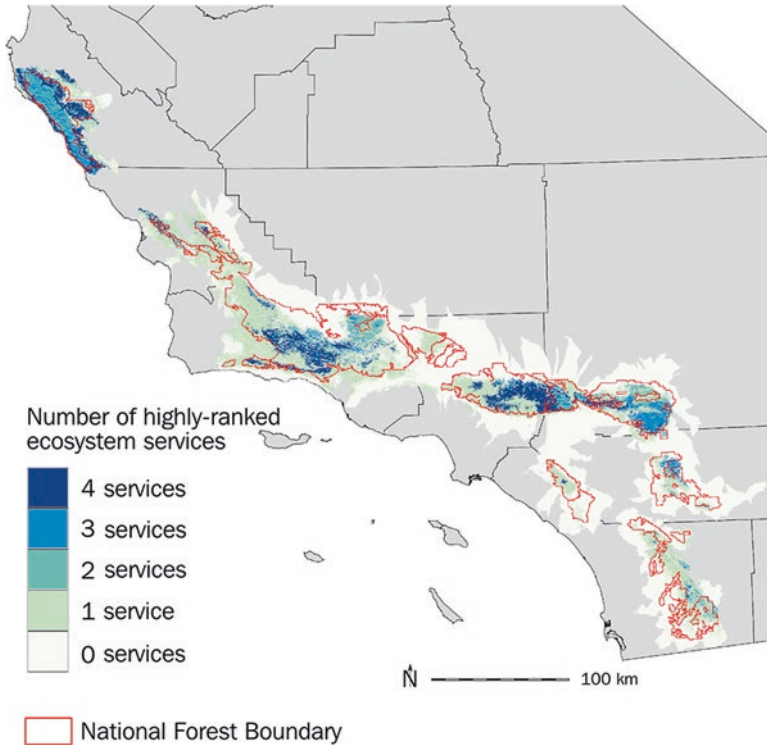 Number of highly-ranked
ecosystem services
4 services
3 services
2 services
1 service
0 services
N
100 km
National Forest Boundary